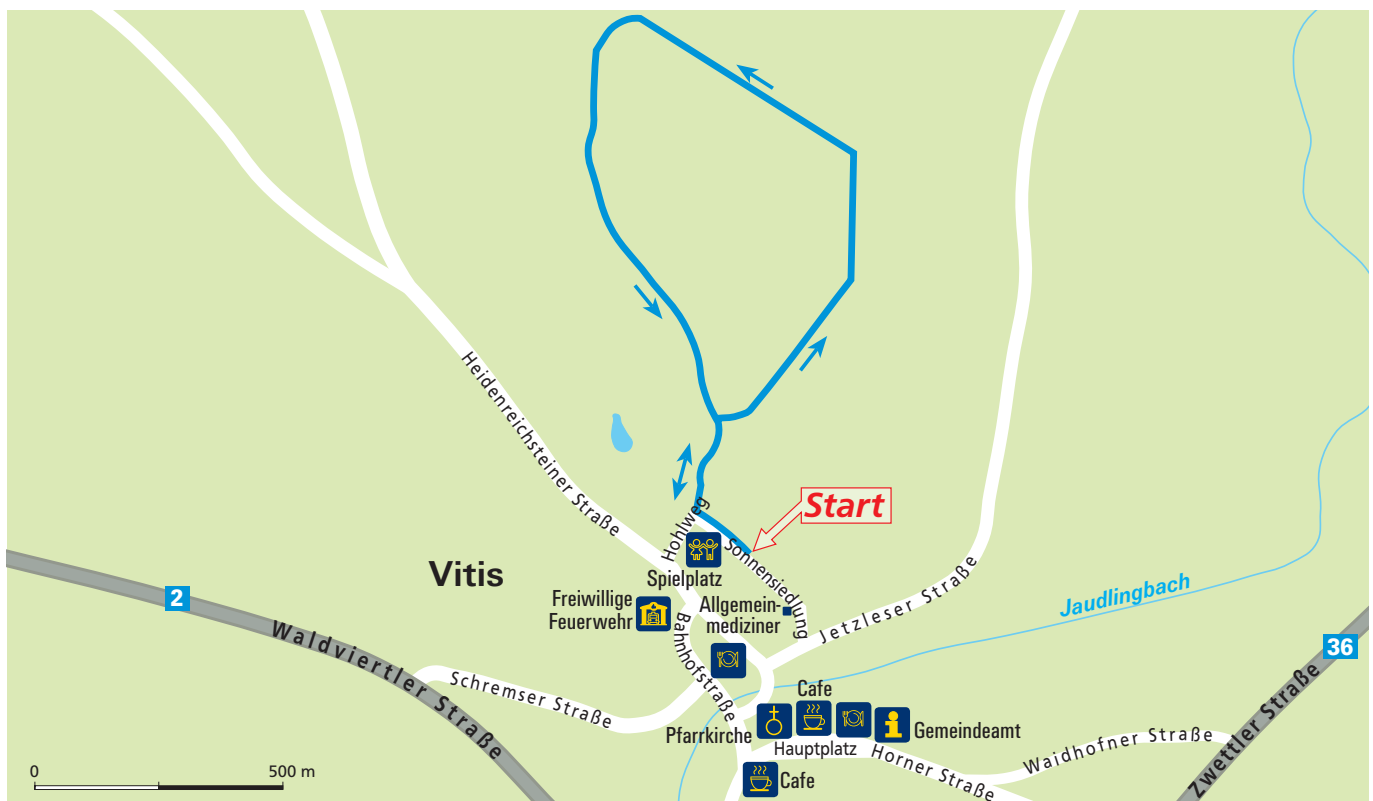 Heidenreichsteiner Straße
Start
Hohlweg
Sonnensiedlung
Spielplatz
Vitis
Freiwillige
Feuerwehr
Allgemein-
mediziner
Jetzleser Straße
Jaudlingbach
2
Waldviertler Straße
Bahnhofstraße
36
Schremser Straße
Cafe
Pfarrkirche
Gemeindeamt
Hauptplatz
Horner Straße
Waidhofner Straße
Zwettler Straße
Cafe
0
500 m